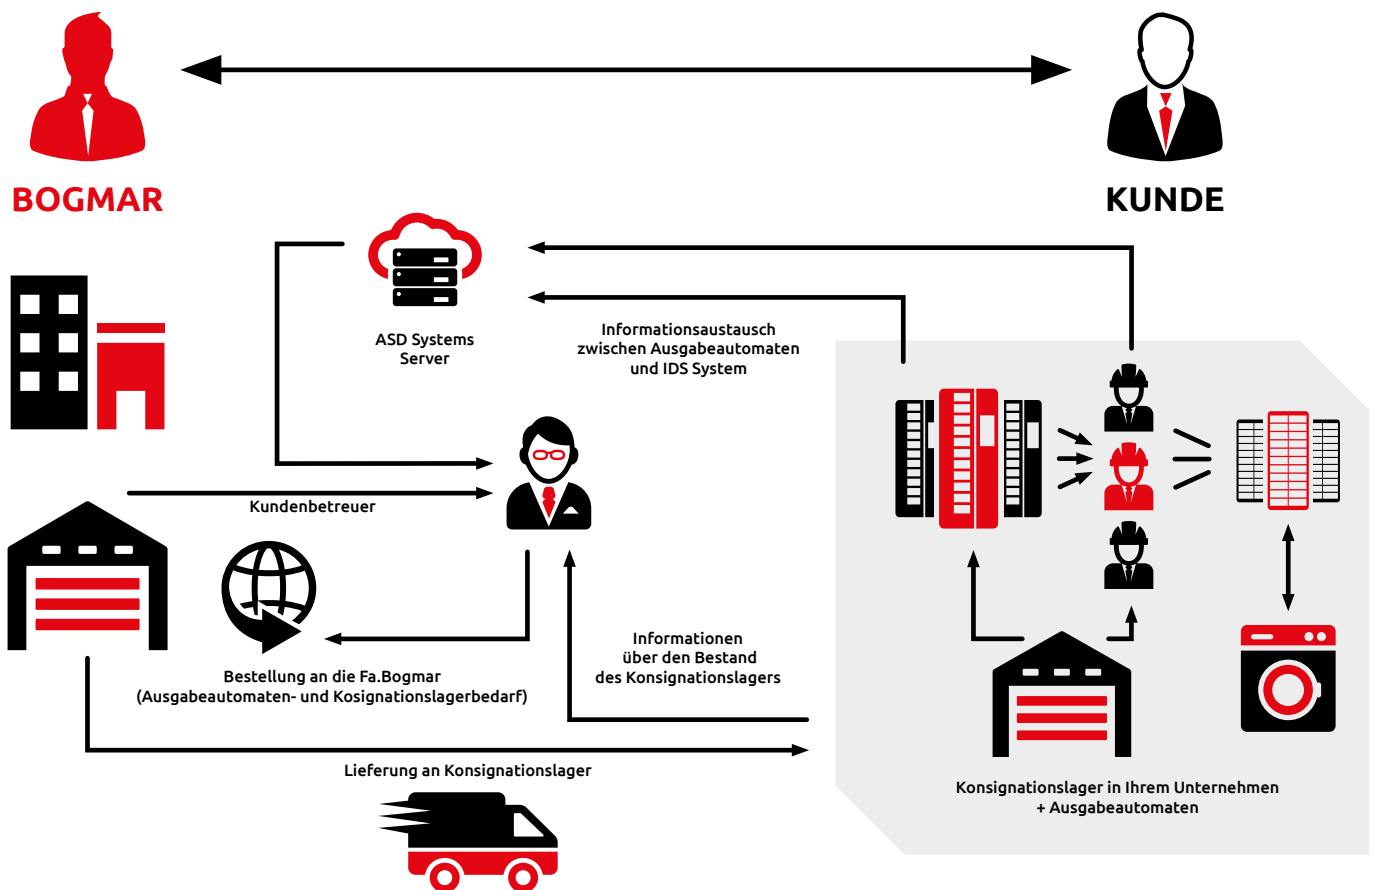 BOGMAR
KUNDE
ASD Systems
Server
Informationsaustausch
zwischen Ausgabeautomaten
und IDS System
Kundenbetreuer
Bestellung an die Fa.Bogmar
(Ausgabeautomaten- und Kosignationslagerbedarf)
Informationen
über den Bestand
des Konsignationslagers
Lieferung an Konsignationslager
Konsignationslager in Ihrem Unternehmen
+ Ausgabeautomaten